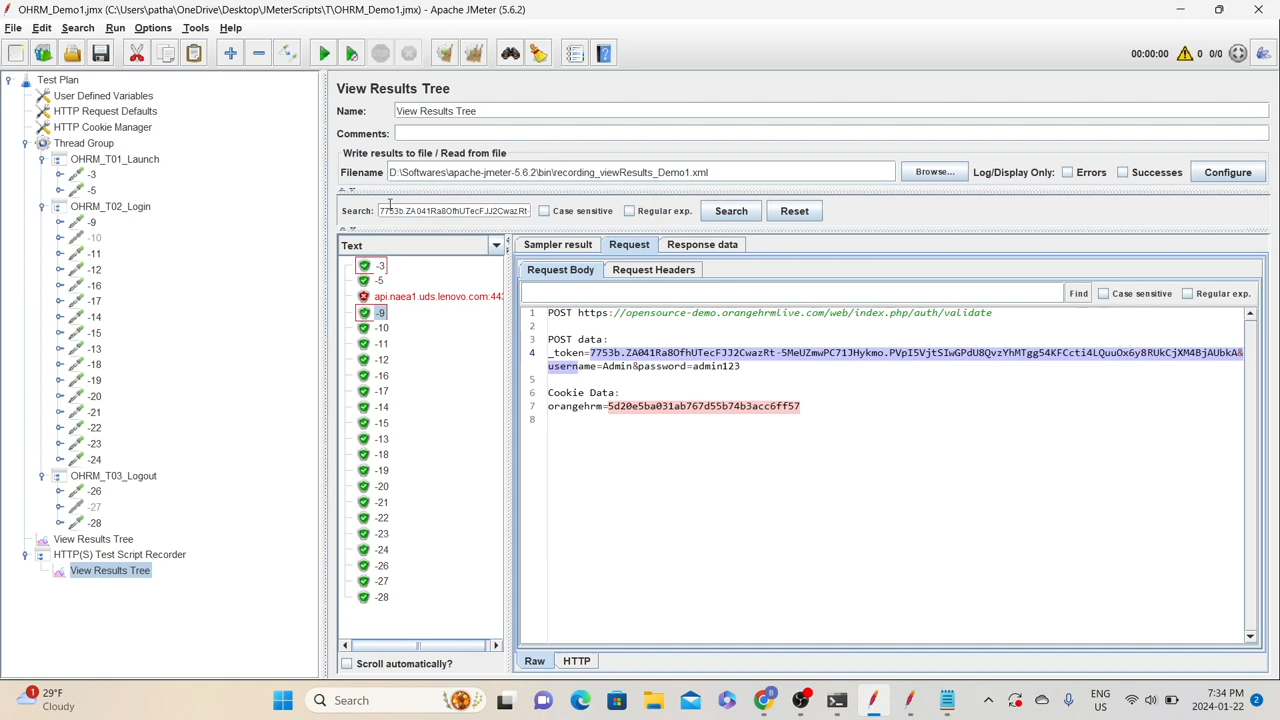 OHRM_Demo1.jmx (C:\Users\patha\OneDrive\Desktop\JMeterScripts\T\OHRM_Demo1.jmx) - Apache JMeter (5.6.2)
File Edit Search Run Options Tools Help
00:00:00 0 0/0
Test Plan
User Defined Variables
HTTP Request Defaults
HTTP Cookie Manager
Thread Group
OHRM_T01_Launch
-3
-5
OHRM_T02_Login
-9
-10
-11
-12
-16
-17
-14
-15
-13
-18
-19
-20
-21
-22
-23
-24
OHRM_T03_Logout
-26
-27
-28
View Results Tree
HTTP(S) Test Script Recorder
View Results Tree
View Results Tree
Name: View Results Tree
Comments:
Write results to file / Read from file
Filename D:\Softwares\apache-jmeter-5.6.2\bin\recording_viewResults_Demo1.xml Browse... Log/Display Only: Errors Successes Configure
Search: 7753b.ZA041Ra8OfhUTecFJJ2CwazRt- Case sensitive Regular exp. Search Reset
Text
-3
-5
api.naea1.uds.lenovo.com:443
-9
-10
-11
-12
-16
-17
-14
-15
-13
-18
-19
-20
-21
-22
-23
-24
-26
-27
-28
Scroll automatically?
Sampler result Request Response data
Request Body Request Headers
Find Case sensitive Regular exp.
1 POST https://opensource-demo.orangehrmlive.com/web/index.php/auth/validate
2
3 POST data:
4 _token=7753b.ZA041Ra8OfhUTecFJJ2CwazRt-5MeUZmwPC71JHykmo.PVpI5VjtSIwGPdU8QvzYhMTgg54KFCcti4LQuuOx6y8RUkCjXM4BjAUbkA&
username=Admin&password=admin123
5
6 Cookie Data:
7 orangehrm=5d20e5ba031ab767d55b74b3acc6ff57
8
Raw HTTP
1
29°F
Cloudy
Search
8
ENG
US
7:34 PM
2024-01-22
2